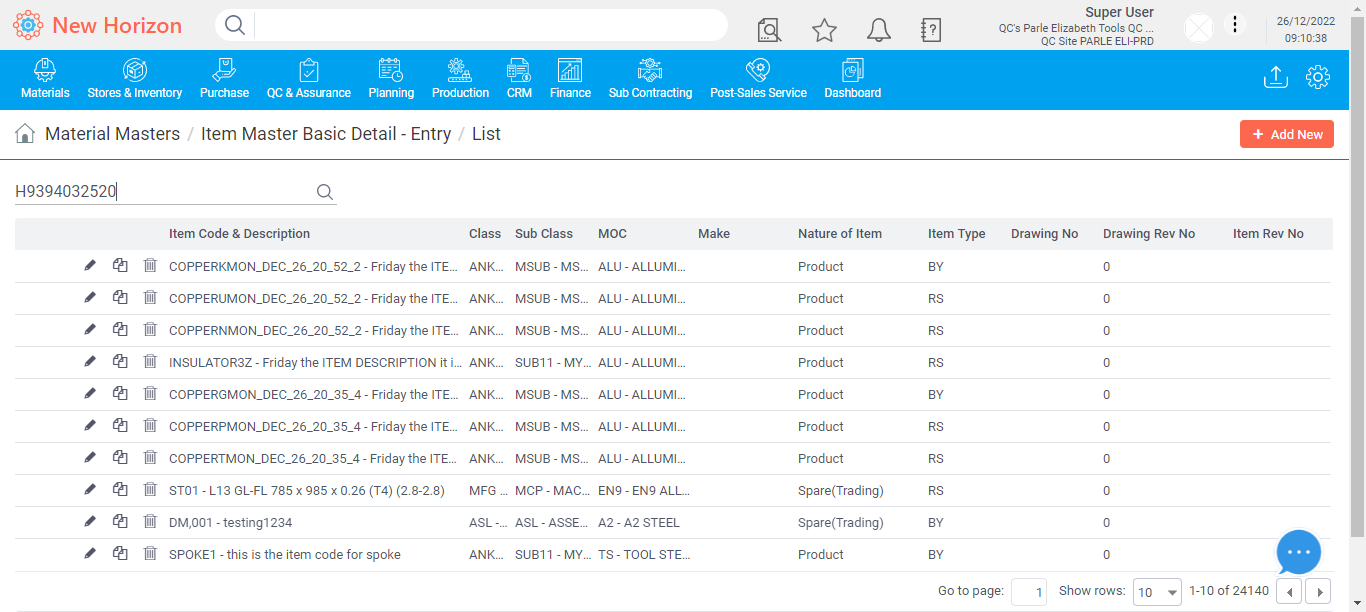 New Horizon
Super User
QC's Parle Elizabeth Tools QC ...
QC Site PARLE ELI-PRD
26/12/2022
09:10:38
Materials Stores & Inventory Purchase QC & Assurance Planning Production CRM Finance Sub Contracting Post-Sales Service Dashboard
Material Masters / Item Master Basic Detail - Entry / List
+ Add New
H9394032520
Item Code & Description Class Sub Class MOC Make Nature of Item Item Type Drawing No Drawing Rev No Item Rev No
COPPERKMON_DEC_26_20_52_2 - Friday the ITE... ANK... MSUB - MS... ALU - ALLUMI... Product BY 0
COPPERUMON_DEC_26_20_52_2 - Friday the ITE... ANK... MSUB - MS... ALU - ALLUMI... Product RS 0
COPPERNMON_DEC_26_20_52_2 - Friday the ITE... ANK... MSUB - MS... ALU - ALLUMI... Product RS 0
INSULATOR3Z - Friday the ITEM DESCRIPTION it i... ANK... SUB11 - MY... ALU - ALLUMI... Product RS 0
COPPERGMON_DEC_26_20_35_4 - Friday the ITE... ANK... MSUB - MS... ALU - ALLUMI... Product BY 0
COPPERPMON_DEC_26_20_35_4 - Friday the ITE... ANK... MSUB - MS... ALU - ALLUMI... Product RS 0
COPPERTMON_DEC_26_20_35_4 - Friday the ITE... ANK... MSUB - MS... ALU - ALLUMI... Product RS 0
ST01 - L13 GL-FL 785 x 985 x 0.26 (T4) (2.8-2.8) MFG ... MCP - MAC... EN9 - EN9 ALL... Spare(Trading) RS 0
DM,001 - testing1234 ASL -... ASL - ASSE... A2 - A2 STEEL Spare(Trading) BY 0
SPOKE1 - this is the item code for spoke ANK... SUB11 - MY... TS - TOOL STE... Product BY 0
Go to page: 1 Show rows: 10 1-10 of 24140